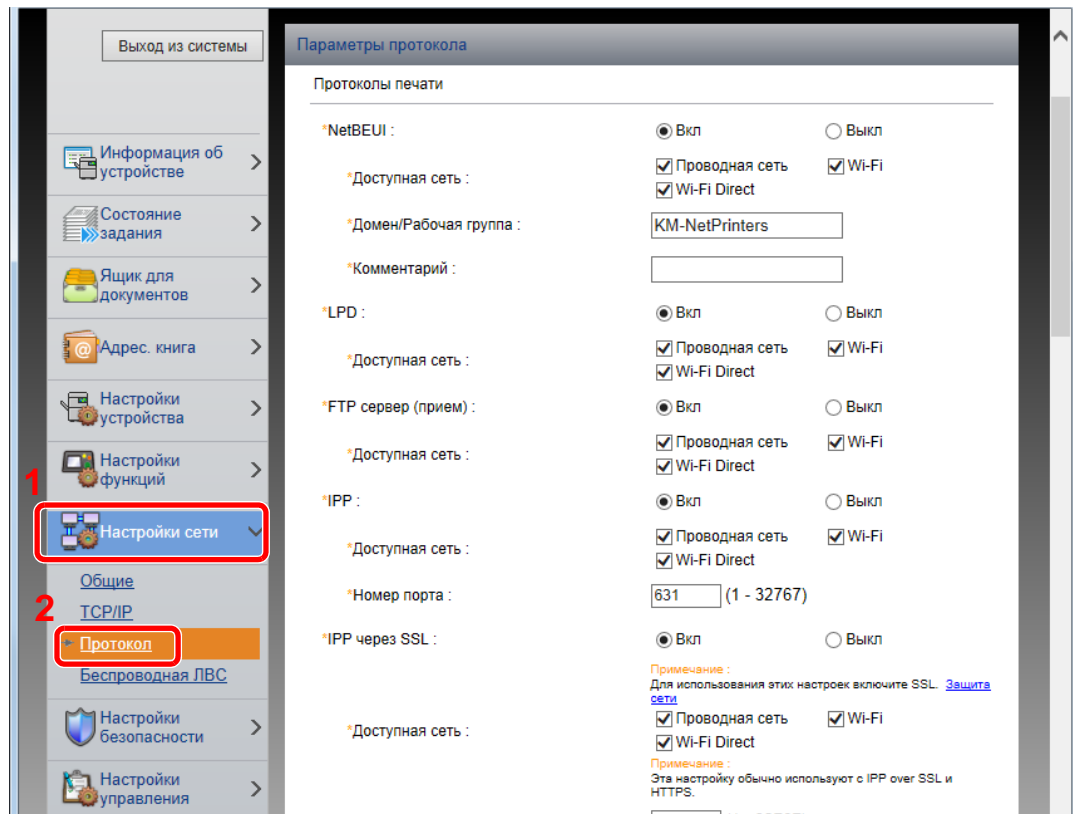 Выход из системы
Информация об
устройстве
Состояние
задания
Ящик для
документов
Адрес. книга
Настройки
устройства
Настройки
функций
1
Настройки сети
Общие
2
TCP/IP
Протокол
Беспроводная ЛВС
Настройки
безопасности
Настройки
управления
Параметры протокола
Протоколы печати
*NetBEUI : Вкл Выкл
*Доступная сеть : Проводная сеть Wi-Fi
Wi-Fi Direct
*Домен/Рабочая группа : KM-NetPrinters
*Комментарий :
*LPD : Вкл Выкл
*Доступная сеть : Проводная сеть Wi-Fi
Wi-Fi Direct
*FTP сервер (прием) : Вкл Выкл
*Доступная сеть : Проводная сеть Wi-Fi
Wi-Fi Direct
*IPP : Вкл Выкл
*Доступная сеть : Проводная сеть Wi-Fi
Wi-Fi Direct
*Номер порта : 631 (1 - 32767)
*IPP через SSL : Вкл Выкл
Примечание :
Для использования этих настроек включите SSL. Защита
сети
*Доступная сеть : Проводная сеть Wi-Fi
Wi-Fi Direct
Примечание :
Эта настройку обычно используют с IPP over SSL и
HTTPS.